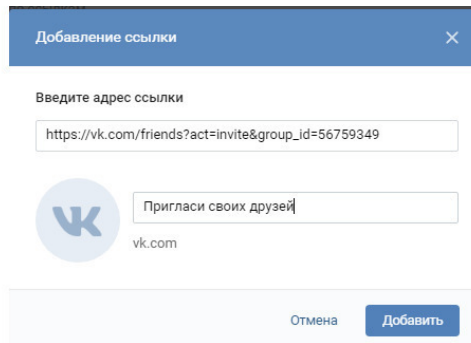 Добавление ссылки
Введите адрес ссылки
https://vk.com/friends?act=invite&group_id=56759349
Пригласи своих друзей
vk.com
Отмена
Добавить